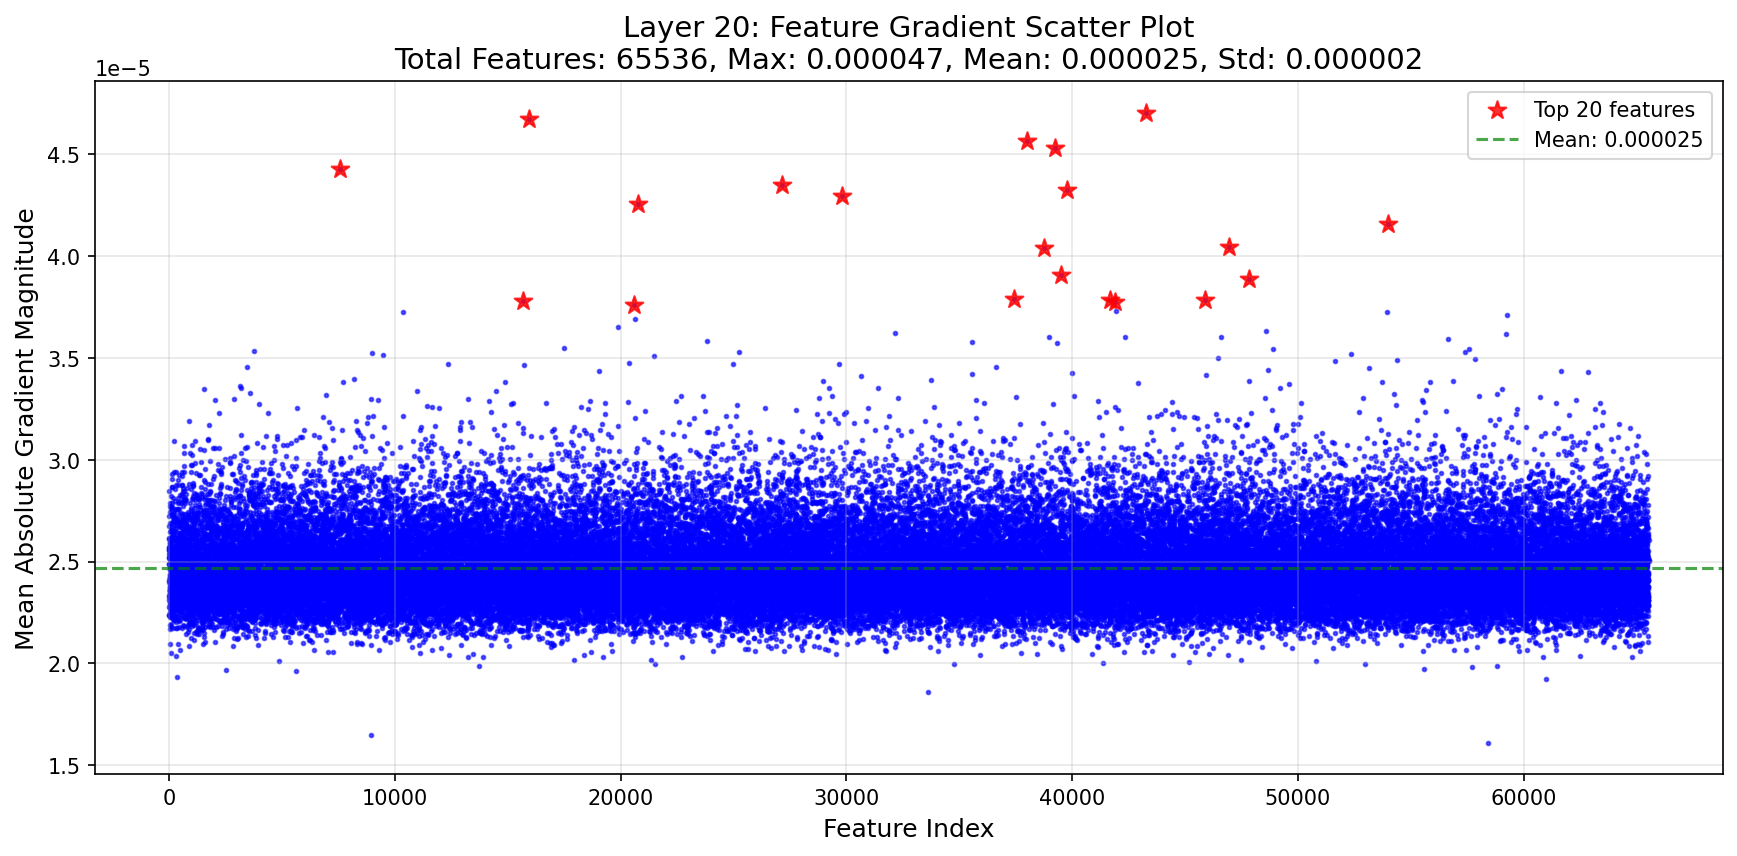 Layer 20: Feature Gradient Scatter Plot
Total Features: 65536, Max: 0.000047, Mean: 0.000025, Std: 0.000002
1e−5
Top 20 features
Mean: 0.000025
Mean Absolute Gradient Magnitude
4.5
4.0
3.5
3.0
2.5
2.0
1.5
0 10000 20000 30000 40000 50000 60000
Feature Index